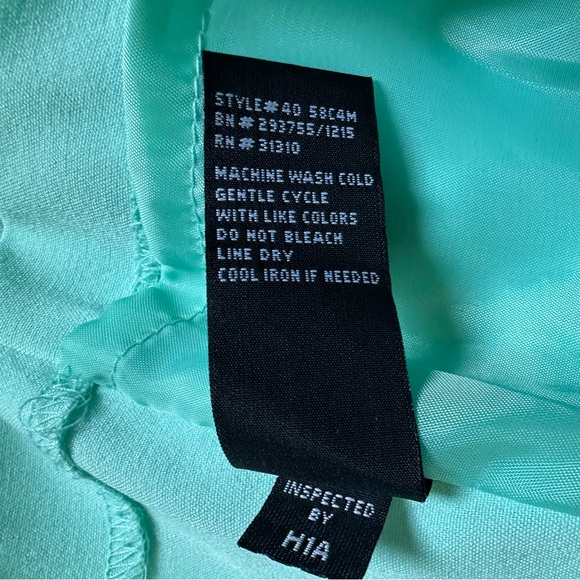 STYLE# 40 58C4M
BN# 293755/1215
RN# 31310
MACHINE WASH COLD
GENTLE CYCLE
WITH LIKE COLORS
DO NOT BLEACH
LINE DRY
COOL IRON IF NEEDED
INSPECTED
BY
H1A